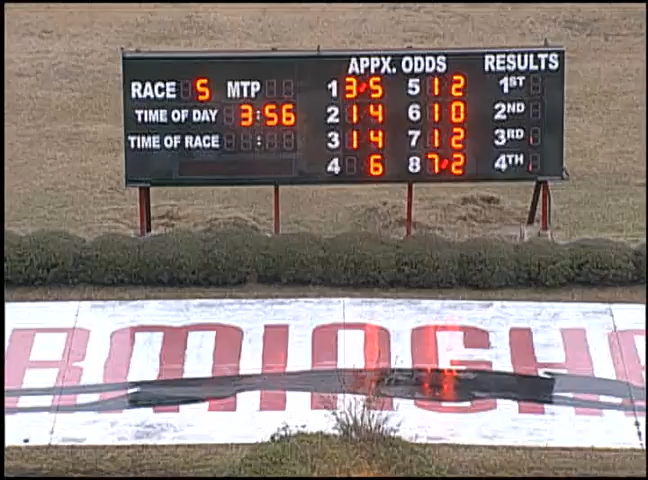 APPX. ODDS RESULTS
RACE 5 MTP 1 3-5 5 12 1ST
TIME OF DAY 3:56 2 14 6 10 2ND
TIME OF RACE : 3 14 7 12 3RD
4 6 8 7-2 4TH
RMINGH